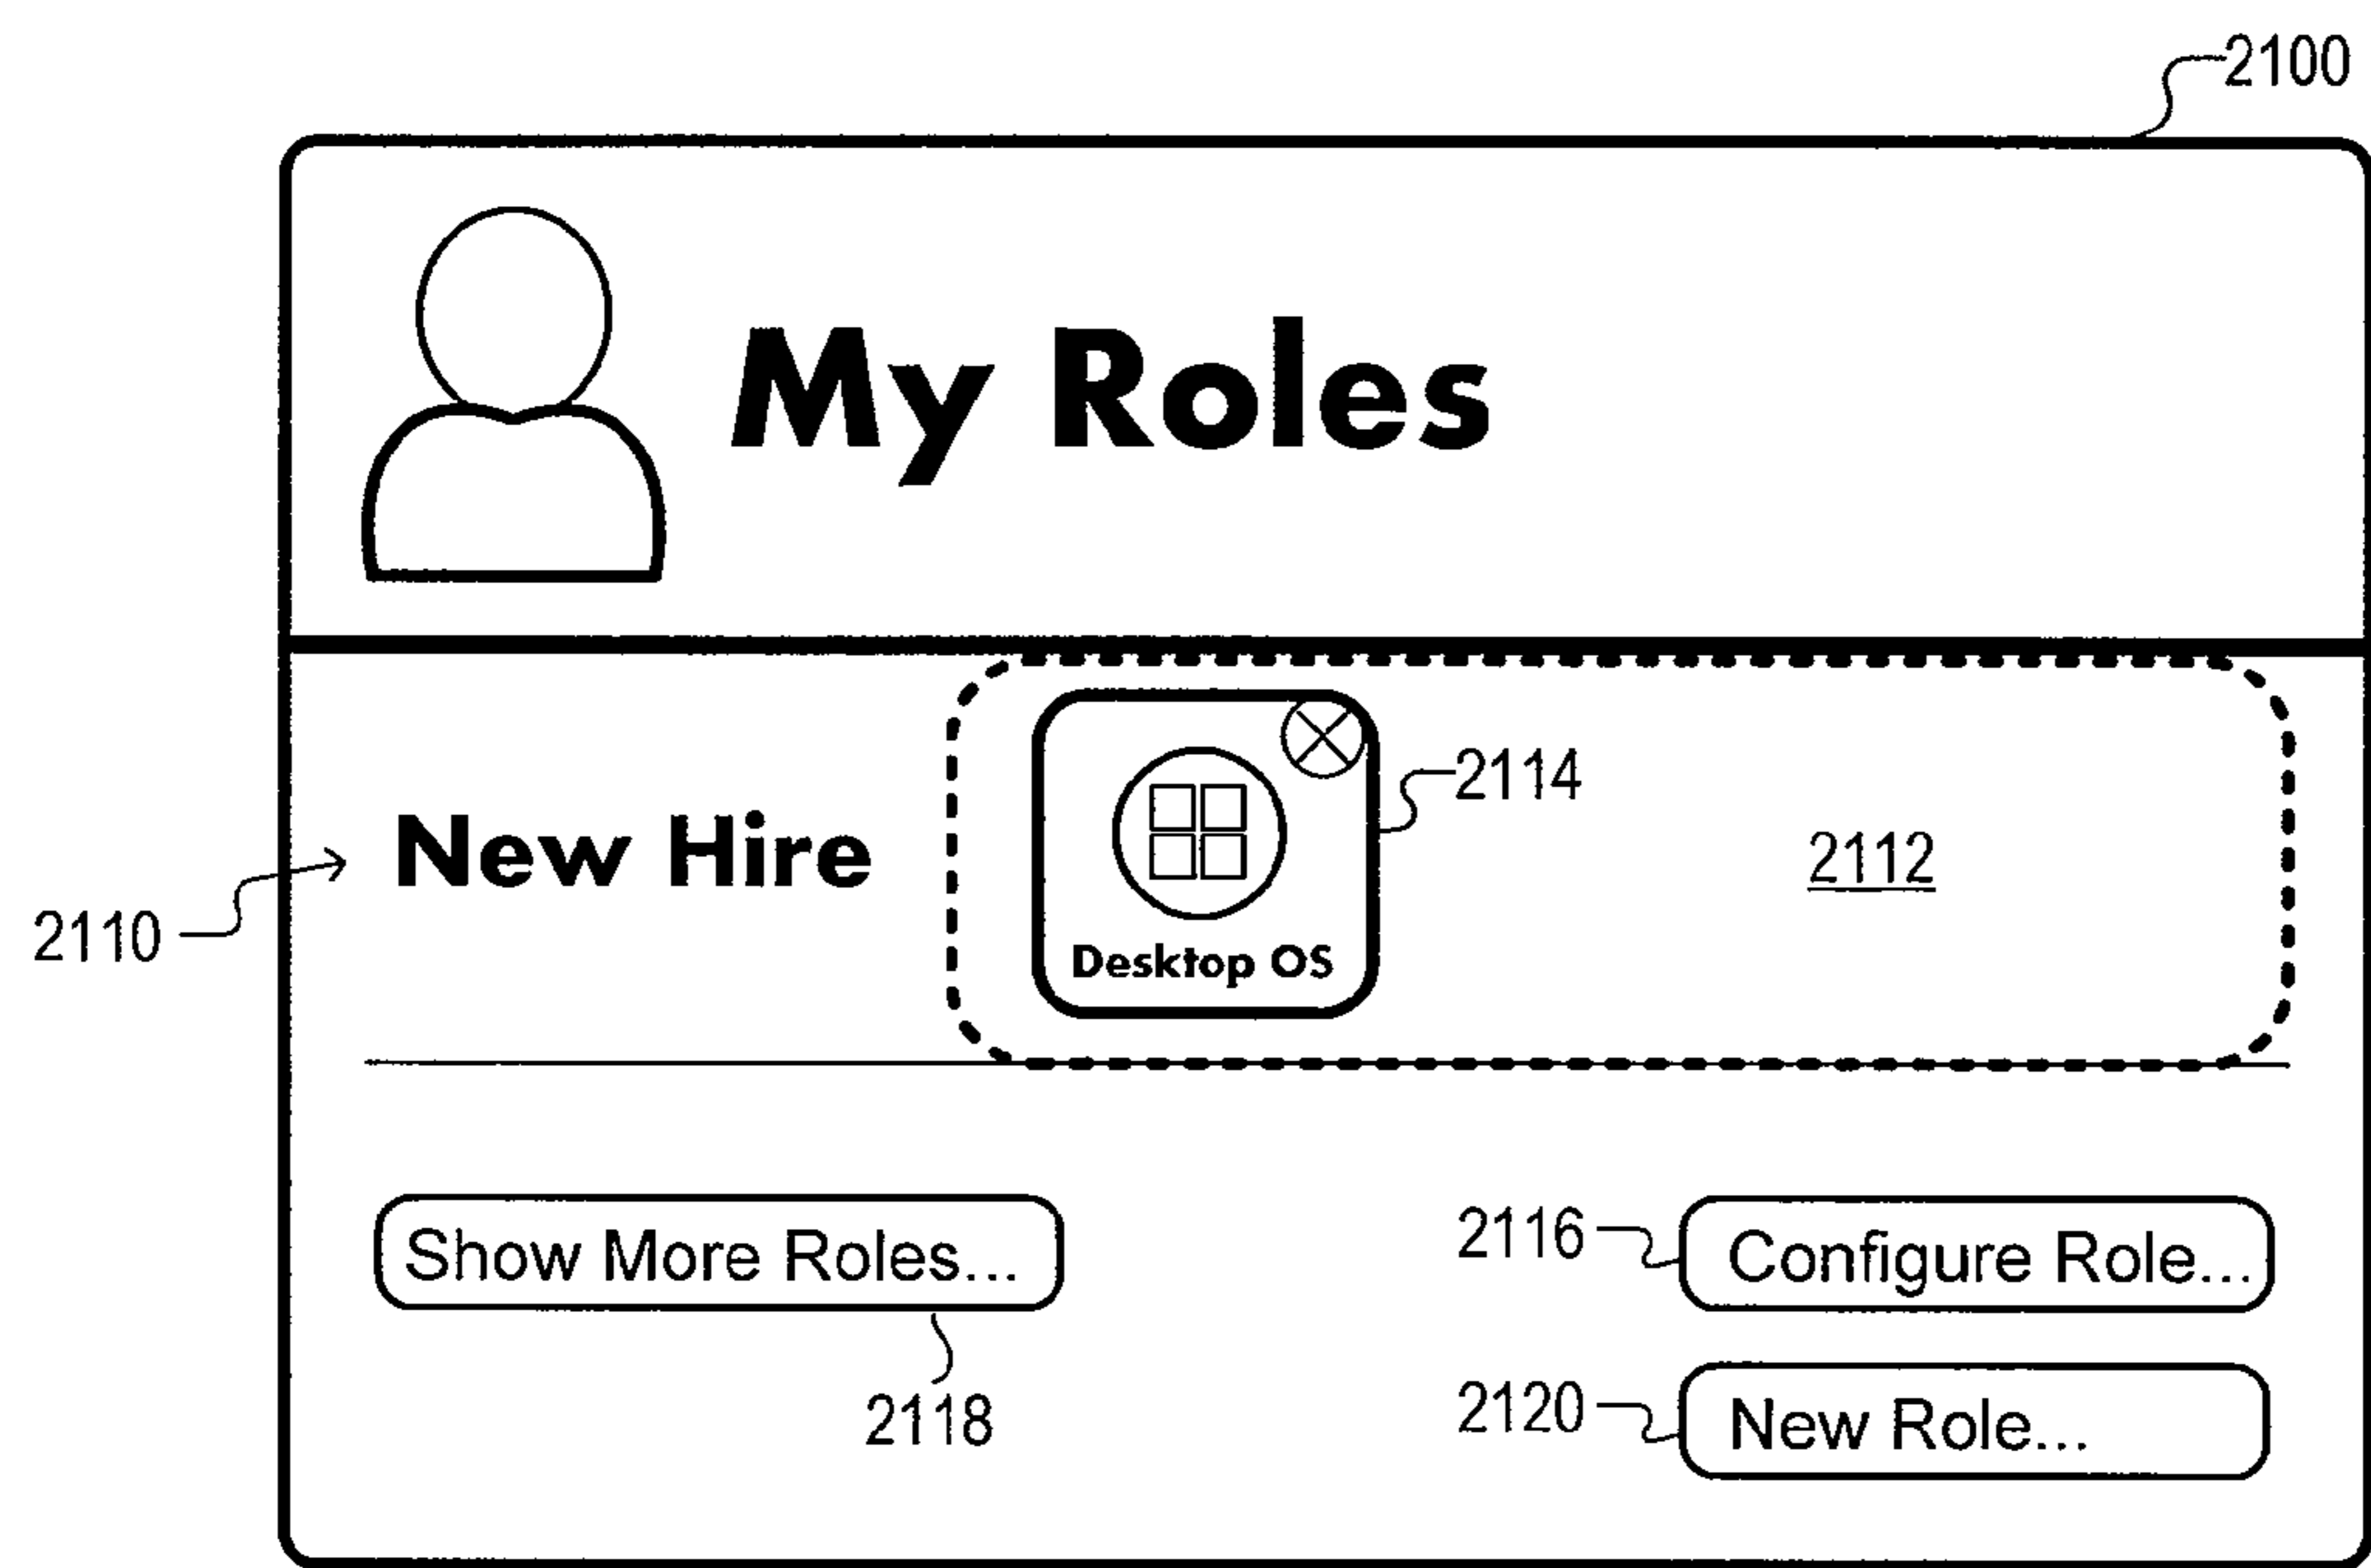 2100
My Roles
2114
New Hire
2112
2110
Desktop OS
Show More Roles...
2116
Configure Role...
2118
2120
New Role...